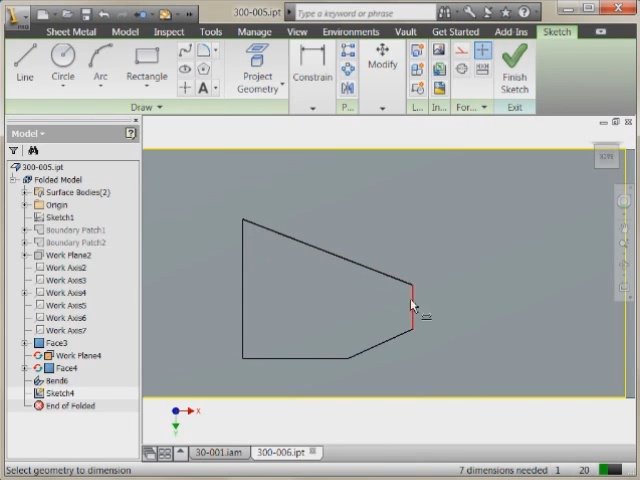 300-005.ipt
Type a keyword or phrase
PRO
Sheet Metal Model Inspect Tools Manage View Environments Vault Get Started Add-Ins Sketch
Line Circle Arc Rectangle Project Geometry Constrain Modify Finish Sketch
Draw P... L... In... For... Exit
Model
300-005.ipt
Folded Model
Surface Bodies(2)
Origin
Sketch1
Boundary Patch1
Boundary Patch2
Work Plane2
Work Axis2
Work Axis3
Work Axis4
Work Axis5
Work Axis6
Work Axis7
Face3
Work Plane4
Face4
Bend6
Sketch4
End of Folded
X
Y
30-001.iam 300-006.ipt
Select geometry to dimension 7 dimensions needed 1 20